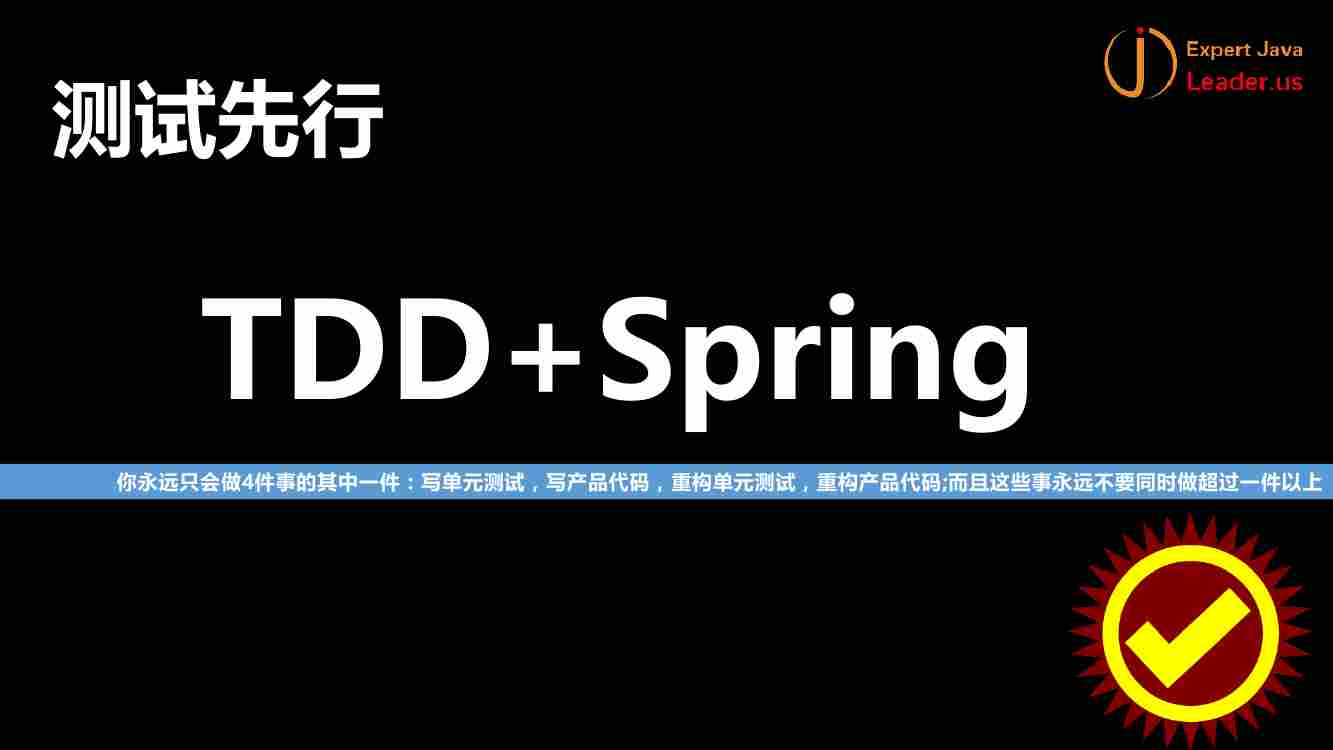 Expert Java
Leader.us
测试先行
TDD+Spring
你永远只会做4件事的其中一件：写单元测试，写产品代码，重构单元测试，重构产品代码;而且这些事永远不要同时做超过一件以上